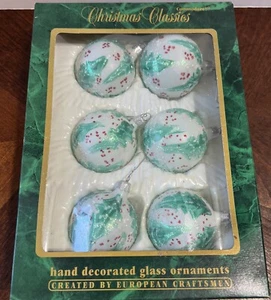 Christmas Classics
hand decorated glass ornaments
CREATED BY EUROPEAN CRAFTSMEN